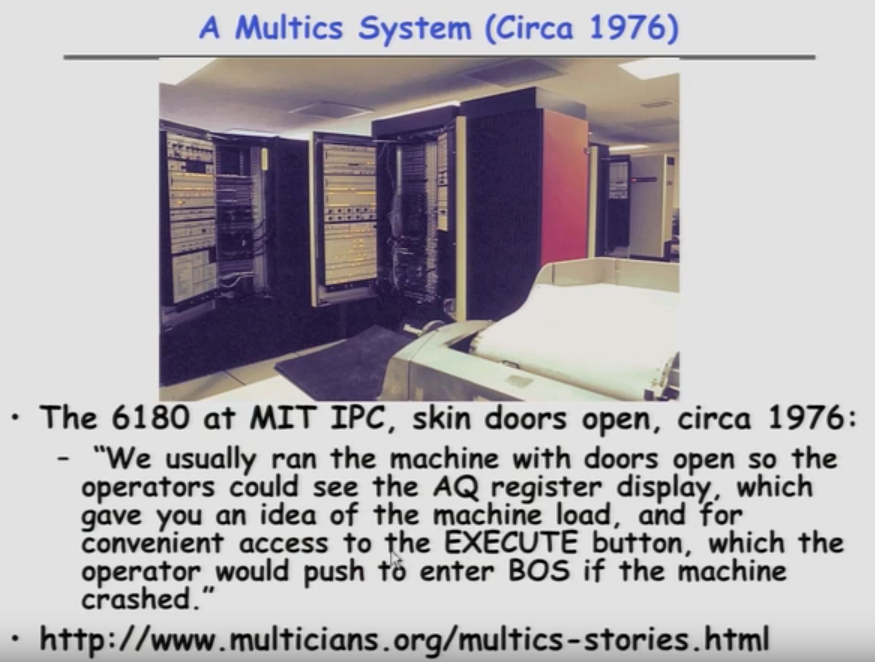 A Multics System (Circa 1976)
• The 6180 at MIT IPC, skin doors open, circa 1976:
– “We usually ran the machine with doors open so the
operators could see the AQ register display, which
gave you an idea of the machine load, and for
convenient access to the EXECUTE button, which the
operator would push to enter BOS if the machine
crashed.”
• http://www.multicians.org/multics-stories.html